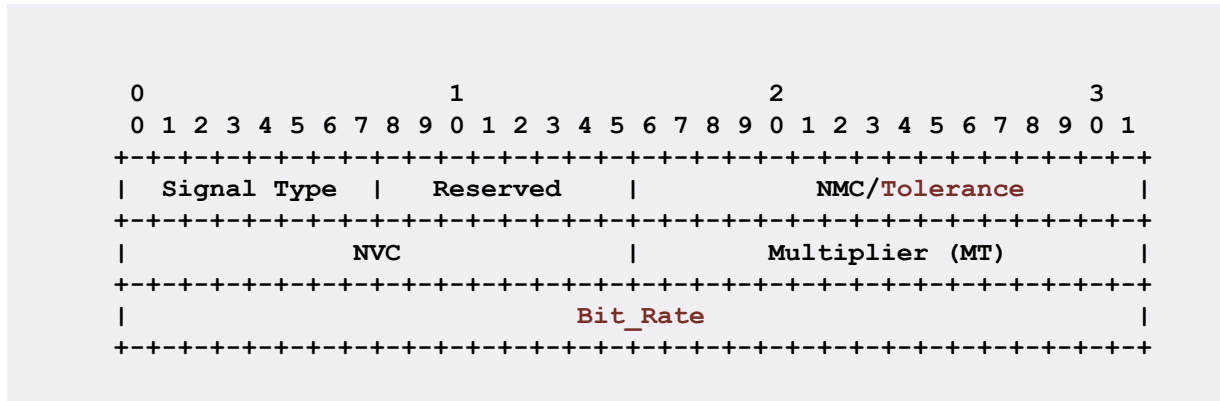 0                   1                   2                   3
 0 1 2 3 4 5 6 7 8 9 0 1 2 3 4 5 6 7 8 9 0 1 2 3 4 5 6 7 8 9 0 1
+-+-+-+-+-+-+-+-+-+-+-+-+-+-+-+-+-+-+-+-+-+-+-+-+-+-+-+-+-+-+-+-+
|  Signal Type  |   Reserved    |           NMC/Tolerance       |
+-+-+-+-+-+-+-+-+-+-+-+-+-+-+-+-+-+-+-+-+-+-+-+-+-+-+-+-+-+-+-+-+
|              NVC              |        Multiplier (MT)        |
+-+-+-+-+-+-+-+-+-+-+-+-+-+-+-+-+-+-+-+-+-+-+-+-+-+-+-+-+-+-+-+-+
|                            Bit_Rate                           |
+-+-+-+-+-+-+-+-+-+-+-+-+-+-+-+-+-+-+-+-+-+-+-+-+-+-+-+-+-+-+-+-+